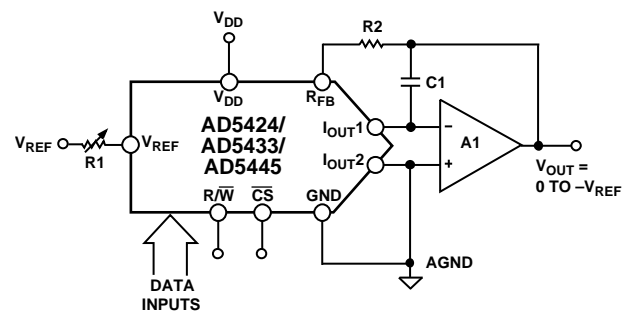 VDD
R2
VDD
RFB
C1
VREF
R1
VREF
AD5424/
AD5433/
AD5445
IOUT1
IOUT2
–
+
A1
VOUT =
0 TO –VREF
R/W̅
C̅S̅
GND
AGND
DATA
INPUTS